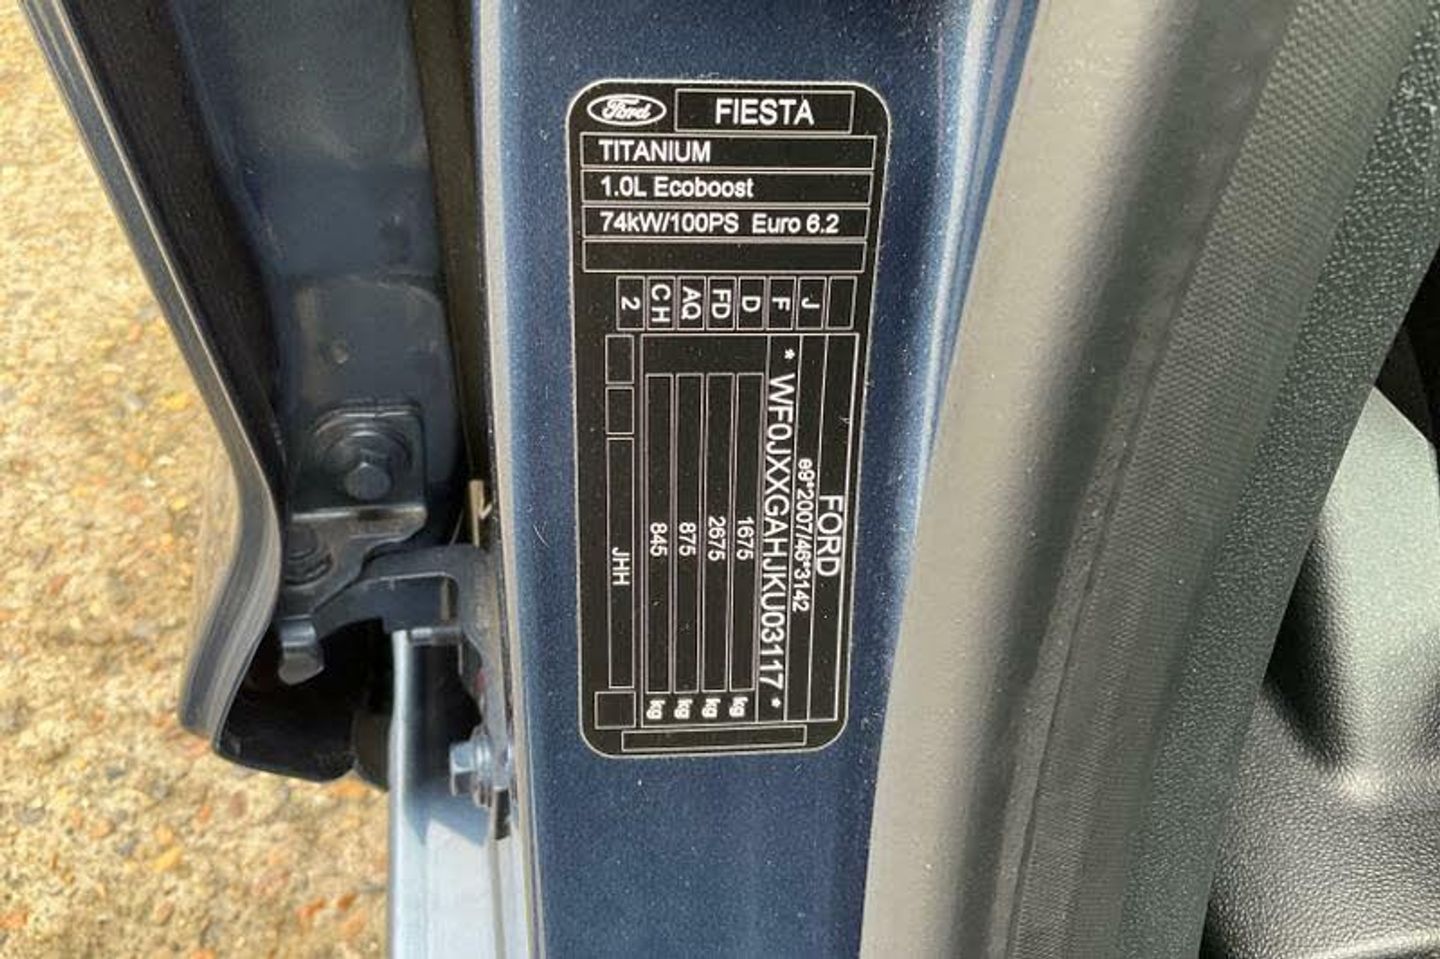 Ford FIESTA
TITANIUM
1.0L Ecoboost
74kW/100PS Euro 6.2
J
F
D
FD
AQ
CH
2
FORD
e9*2007/46*3142
* WF0JXXGAHJKU03117 *
1675 kg
2675 kg
875 kg
845 kg
JHH